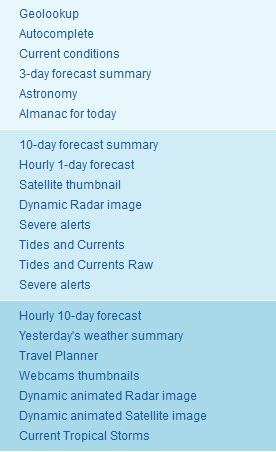 Geolookup
Autocomplete
Current conditions
3-day forecast summary
Astronomy
Almanac for today
10-day forecast summary
Hourly 1-day forecast
Satellite thumbnail
Dynamic Radar image
Severe alerts
Tides and Currents
Tides and Currents Raw
Severe alerts
Hourly 10-day forecast
Yesterday's weather summary
Travel Planner
Webcams thumbnails
Dynamic animated Radar image
Dynamic animated Satellite image
Current Tropical Storms